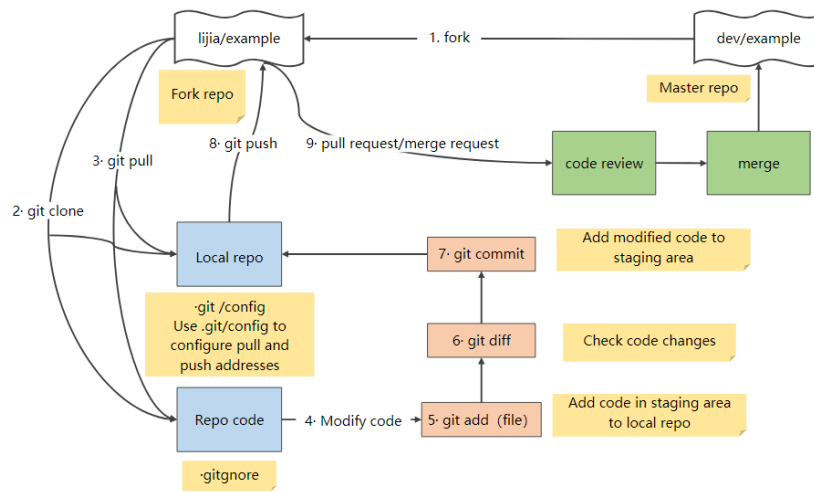 lijia/example
1. fork
dev/example
Fork repo
Master repo
8· git push
9· pull request/merge request
3· git pull
code review
merge
2· git clone
Local repo
7· git commit
Add modified code to
staging area
·git /config
Use .git/config to
configure pull and
push addresses
6· git diff
Check code changes
Repo code
4· Modify code
5· git add（file）
Add code in staging area
to local repo
·gitgnore